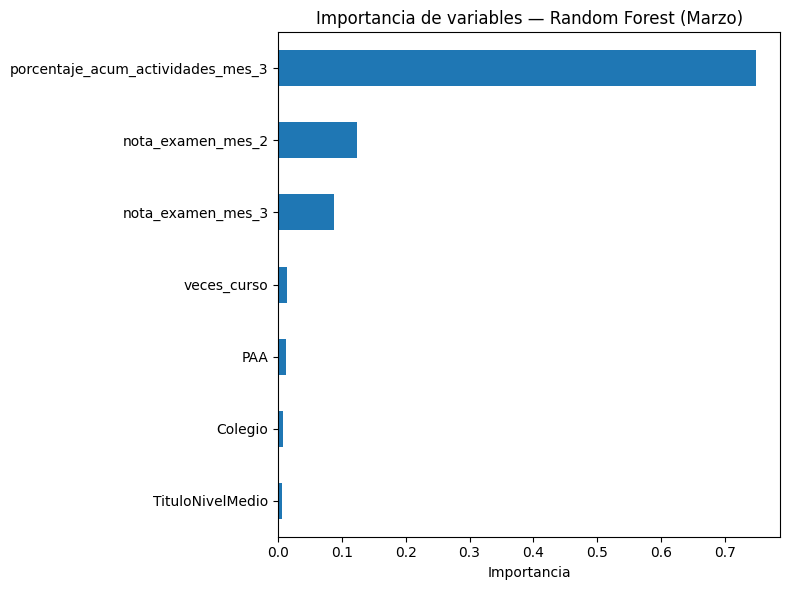 Importancia de variables — Random Forest (Marzo)
porcentaje_acum_actividades_mes_3
nota_examen_mes_2
nota_examen_mes_3
veces_curso
PAA
Colegio
TituloNivelMedio
0.0 0.1 0.2 0.3 0.4 0.5 0.6 0.7
Importancia